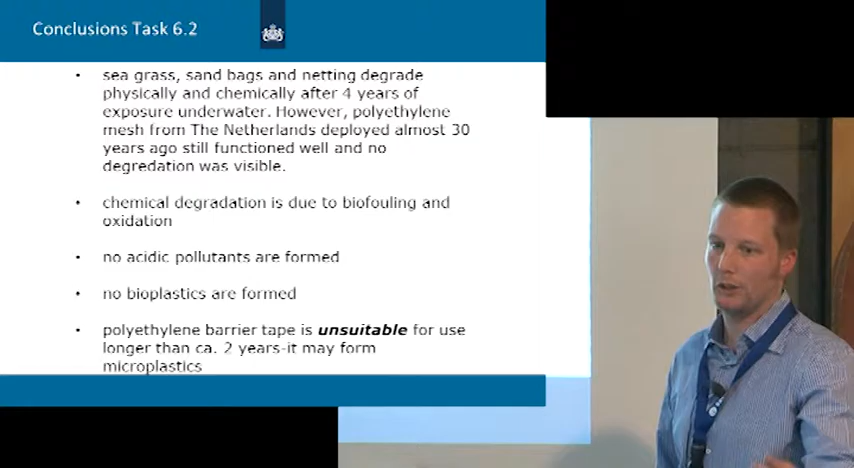 Conclusions Task 6.2
• sea grass, sand bags and netting degrade
physically and chemically after 4 years of
exposure underwater. However, polyethylene
mesh from The Netherlands deployed almost 30
years ago still functioned well and no
degredation was visible.
• chemical degradation is due to biofouling and
oxidation
• no acidic pollutants are formed
• no bioplastics are formed
• polyethylene barrier tape is unsuitable for use
longer than ca. 2 years-it may form
microplastics